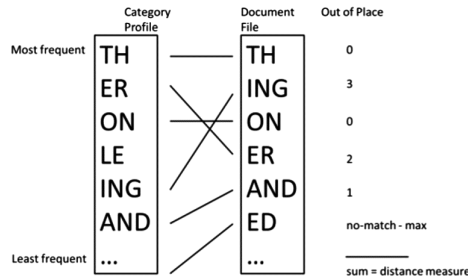 Category Profile
Document File
Out of Place
Most frequent
TH
TH
0
ER
ING
3
ON
ON
0
LE
ER
2
ING
AND
1
AND
ED
no-match - max
Least frequent
...
...
sum = distance measure